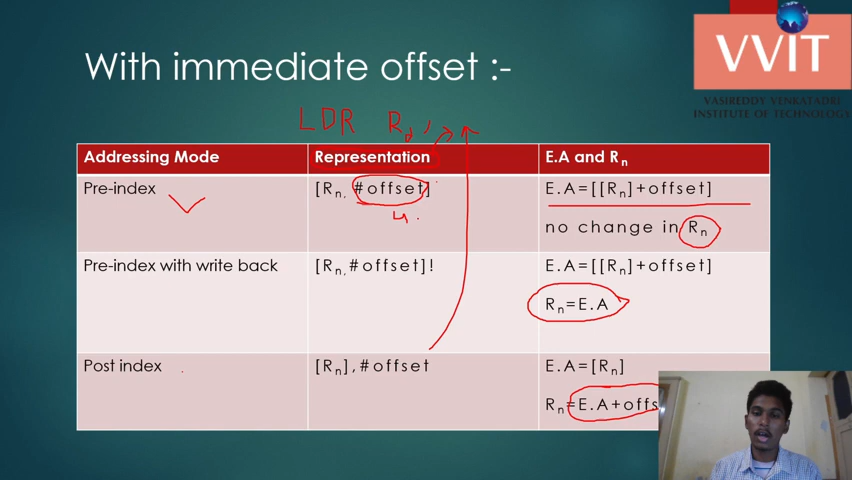 With immediate offset :-
VVIT
VASIREDDY VENKATADRI
INSTITUTE OF TECHNOLOGY
LDR Rd,
Addressing Mode Representation E.A and Rn
Pre-index [Rn, #offset] E.A=[[Rn]+offset]
4.
no change in Rn
Pre-index with write back [Rn,#offset]! E.A=[[Rn]+offset]
Rn=E.A
Post index [Rn],#offset E.A=[Rn]
Rn=E.A+offs